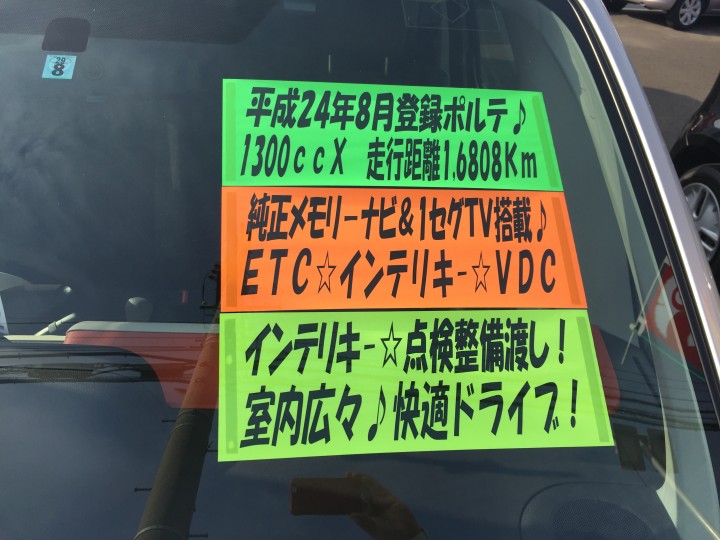 29
8
平成24年8月登録ポルテ♪
1300ccX 走行距離1.6808Km
純正メモリーナビ&1セグTV搭載♪
ETC☆インテリキー☆VDC
インテリキー☆点検整備渡し!
室内広々♪快適ドライブ!